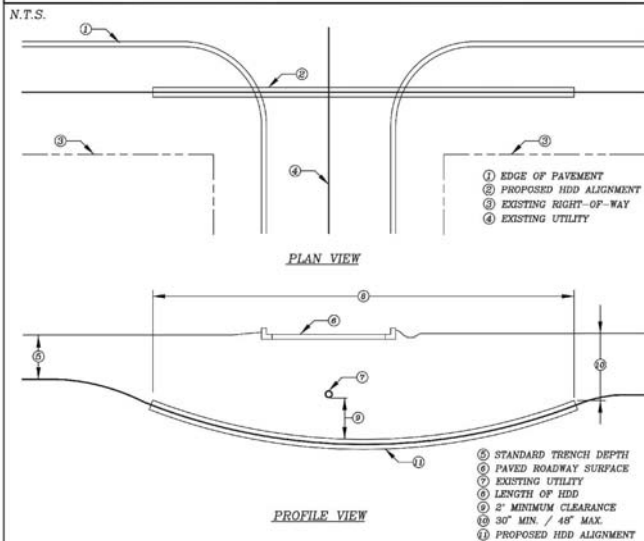 N.T.S.
①
②
③
③
④
① EDGE OF PAVEMENT
② PROPOSED HDD ALIGNMENT
③ EXISTING RIGHT-OF-WAY
④ EXISTING UTILITY
PLAN VIEW
⑧
⑥
⑤
⑩
⑦
⑨
⑪
⑤ STANDARD TRENCH DEPTH
⑥ PAVED ROADWAY SURFACE
⑦ EXISTING UTILITY
⑧ LENGTH OF HDD
⑨ 2' MINIMUM CLEARANCE
⑩ 30" MIN. / 48" MAX.
⑪ PROPOSED HDD ALIGNMENT
PROFILE VIEW